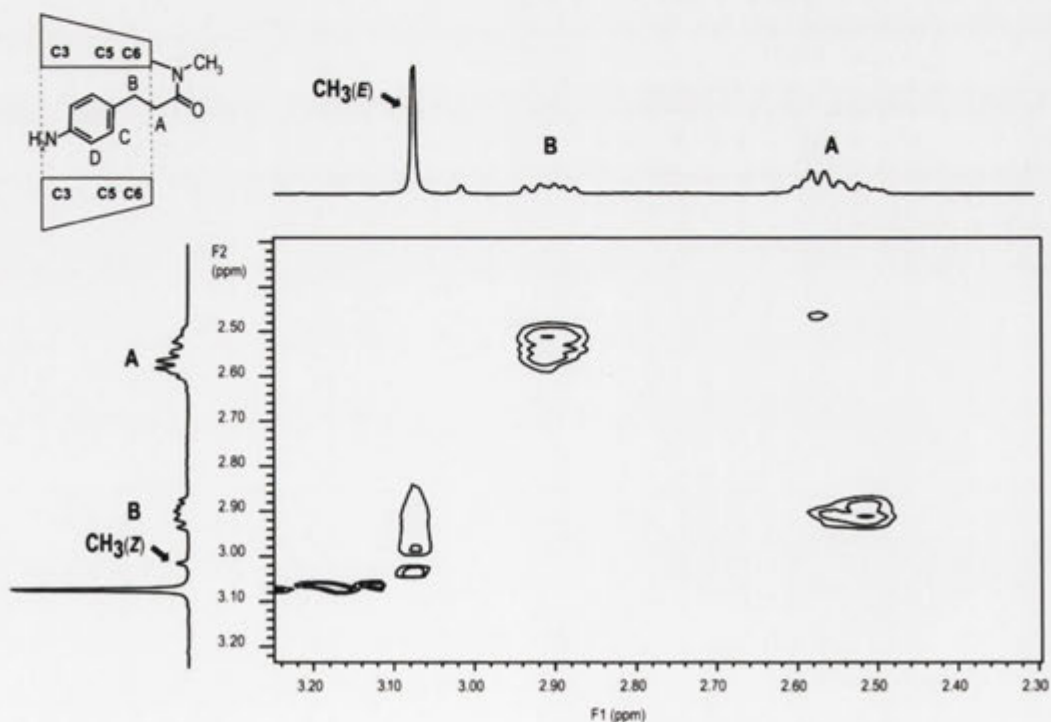 C3 C5 C6
CH₃
N
B
O
A
H₂N
C
D
C3 C5 C6
CH₃(E)
B
A
F2
(ppm)
2.50
2.60
2.70
2.80
2.90
3.00
3.10
3.20
A
B
CH₃(Z)
3.20 3.10 3.00 2.90 2.80 2.70 2.60 2.50 2.40 2.30
F1 (ppm)